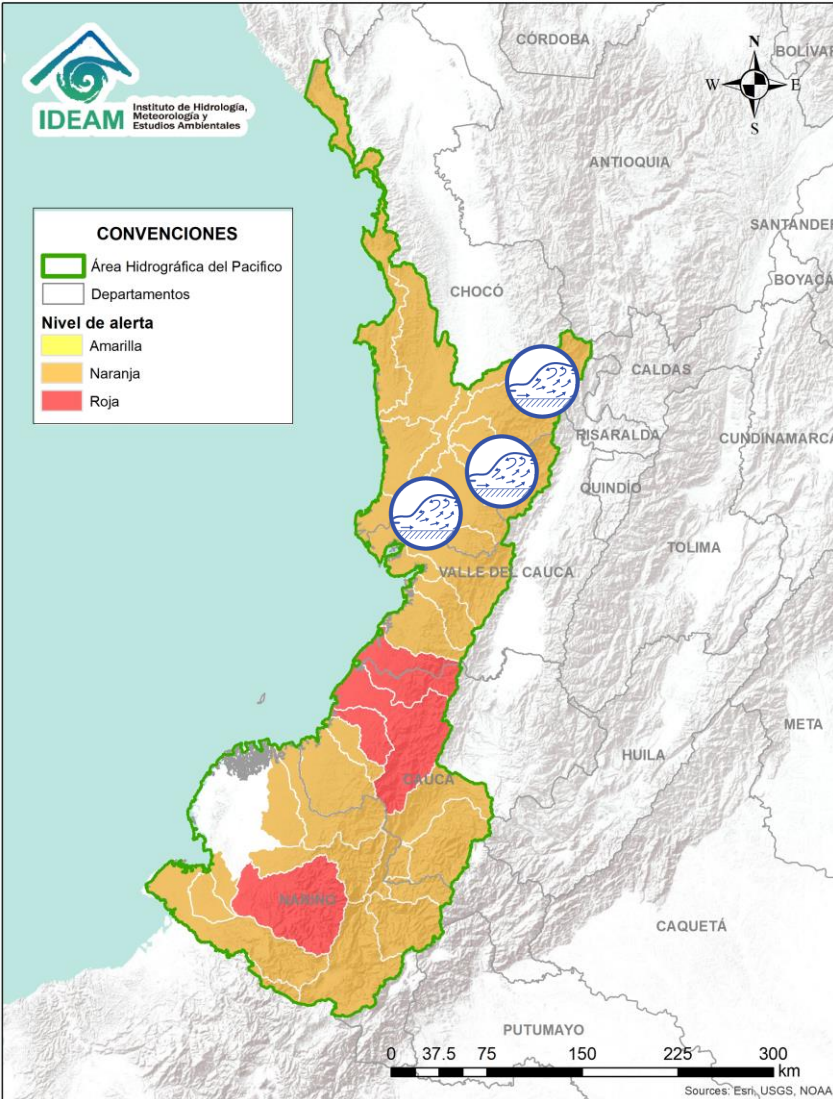 IDEAM
Instituto de Hidrología,
Meteorología y
Estudios Ambientales
N
W
E
S
CÓRDOBA
BOLÍVAR
ANTIOQUIA
SANTANDER
BOYACÁ
CONVENCIONES
Área Hidrográfica del Pacifico
Departamentos
Nivel de alerta
Amarilla
Naranja
Roja
CHOCÓ
CALDAS
RISARALDA
CUNDINAMARCA
QUINDÍO
TOLIMA
VALLE DEL CAUCA
META
HUILA
CAUCA
NARIÑO
CAQUETÁ
PUTUMAYO
0 37.5 75 150 225 300
km
Sources: Esri, USGS, NOAA